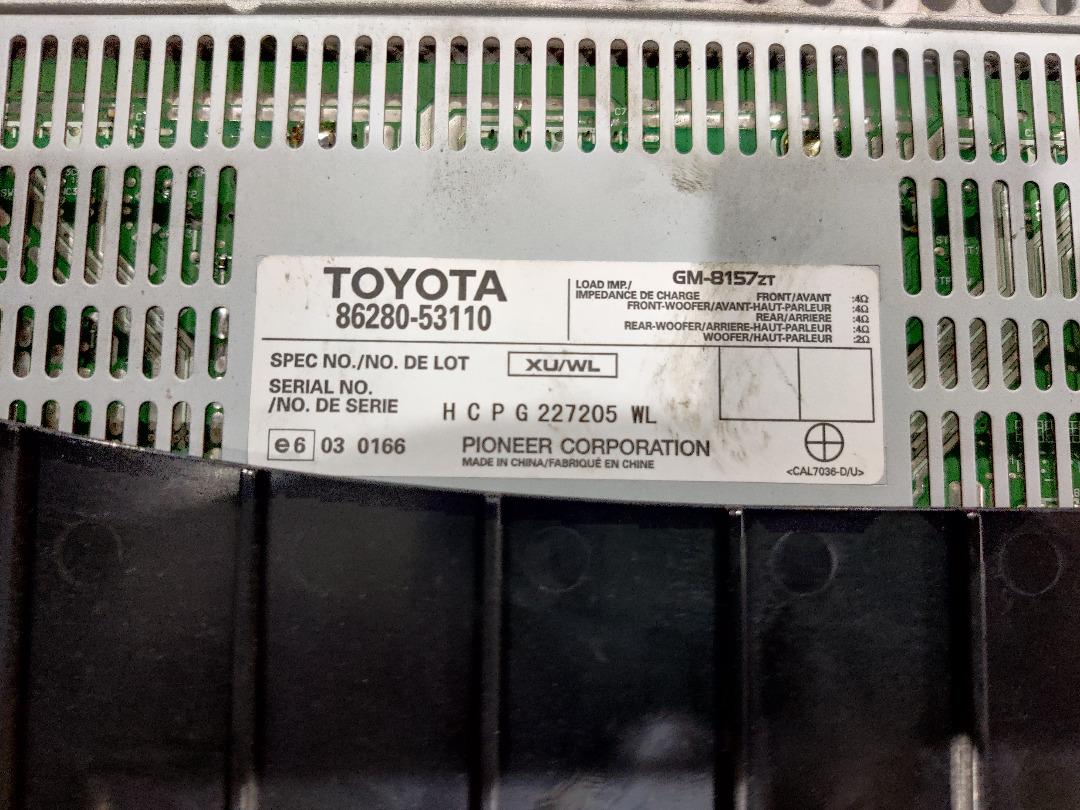 TOYOTA
86280-53110
GM-8157ZT
LOAD IMP./
IMPEDANCE DE CHARGE FRONT/AVANT :4Ω
FRONT-WOOFER/AVANT-HAUT-PARLEUR :4Ω
REAR/ARRIERE :4Ω
REAR-WOOFER/ARRIERE-HAUT-PARLEUR :4Ω
WOOFER/HAUT-PARLEUR :2Ω
SPEC NO./NO. DE LOT XU/WL
SERIAL NO.
/NO. DE SERIE HCPG227205 WL
e6 03 0166 PIONEER CORPORATION
MADE IN CHINA/FABRIQUÉ EN CHINE
<CAL7036-D/U>